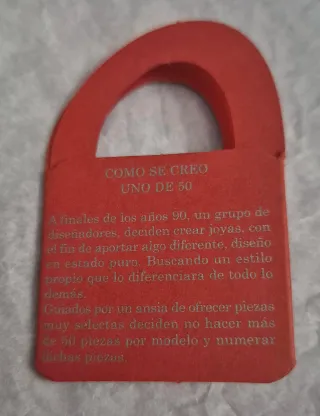 COMO SE CREO
UNO DE 50
A finales de los años 90, un grupo de
diseñadores, deciden crear joyas, con
el fin de aportar algo diferente, diseño
en estado puro. Buscando un estilo
propio que lo diferenciara de todo lo
demás.
Guiados por un ansia de ofrecer piezas
muy selectas deciden no hacer más
de 50 piezas por modelo y numerar
dichas piezas.